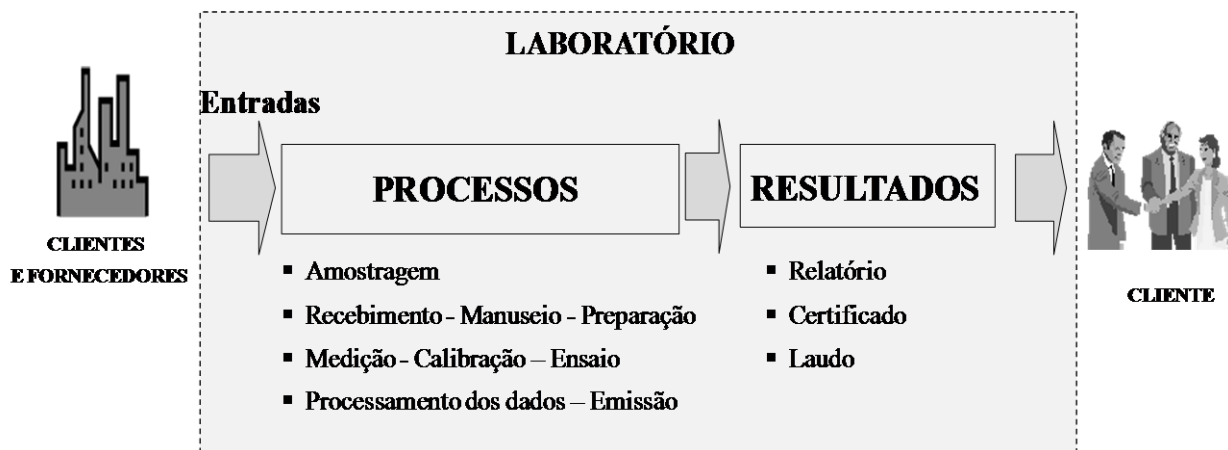 LABORATÓRIO
Entradas
PROCESSOS
RESULTADOS
CLIENTES
E FORNECEDORES
▪ Amostragem
▪ Recebimento - Manuseio - Preparação
▪ Medição - Calibração – Ensaio
▪ Processamento dos dados – Emissão
▪ Relatório
▪ Certificado
▪ Laudo
CLIENTE